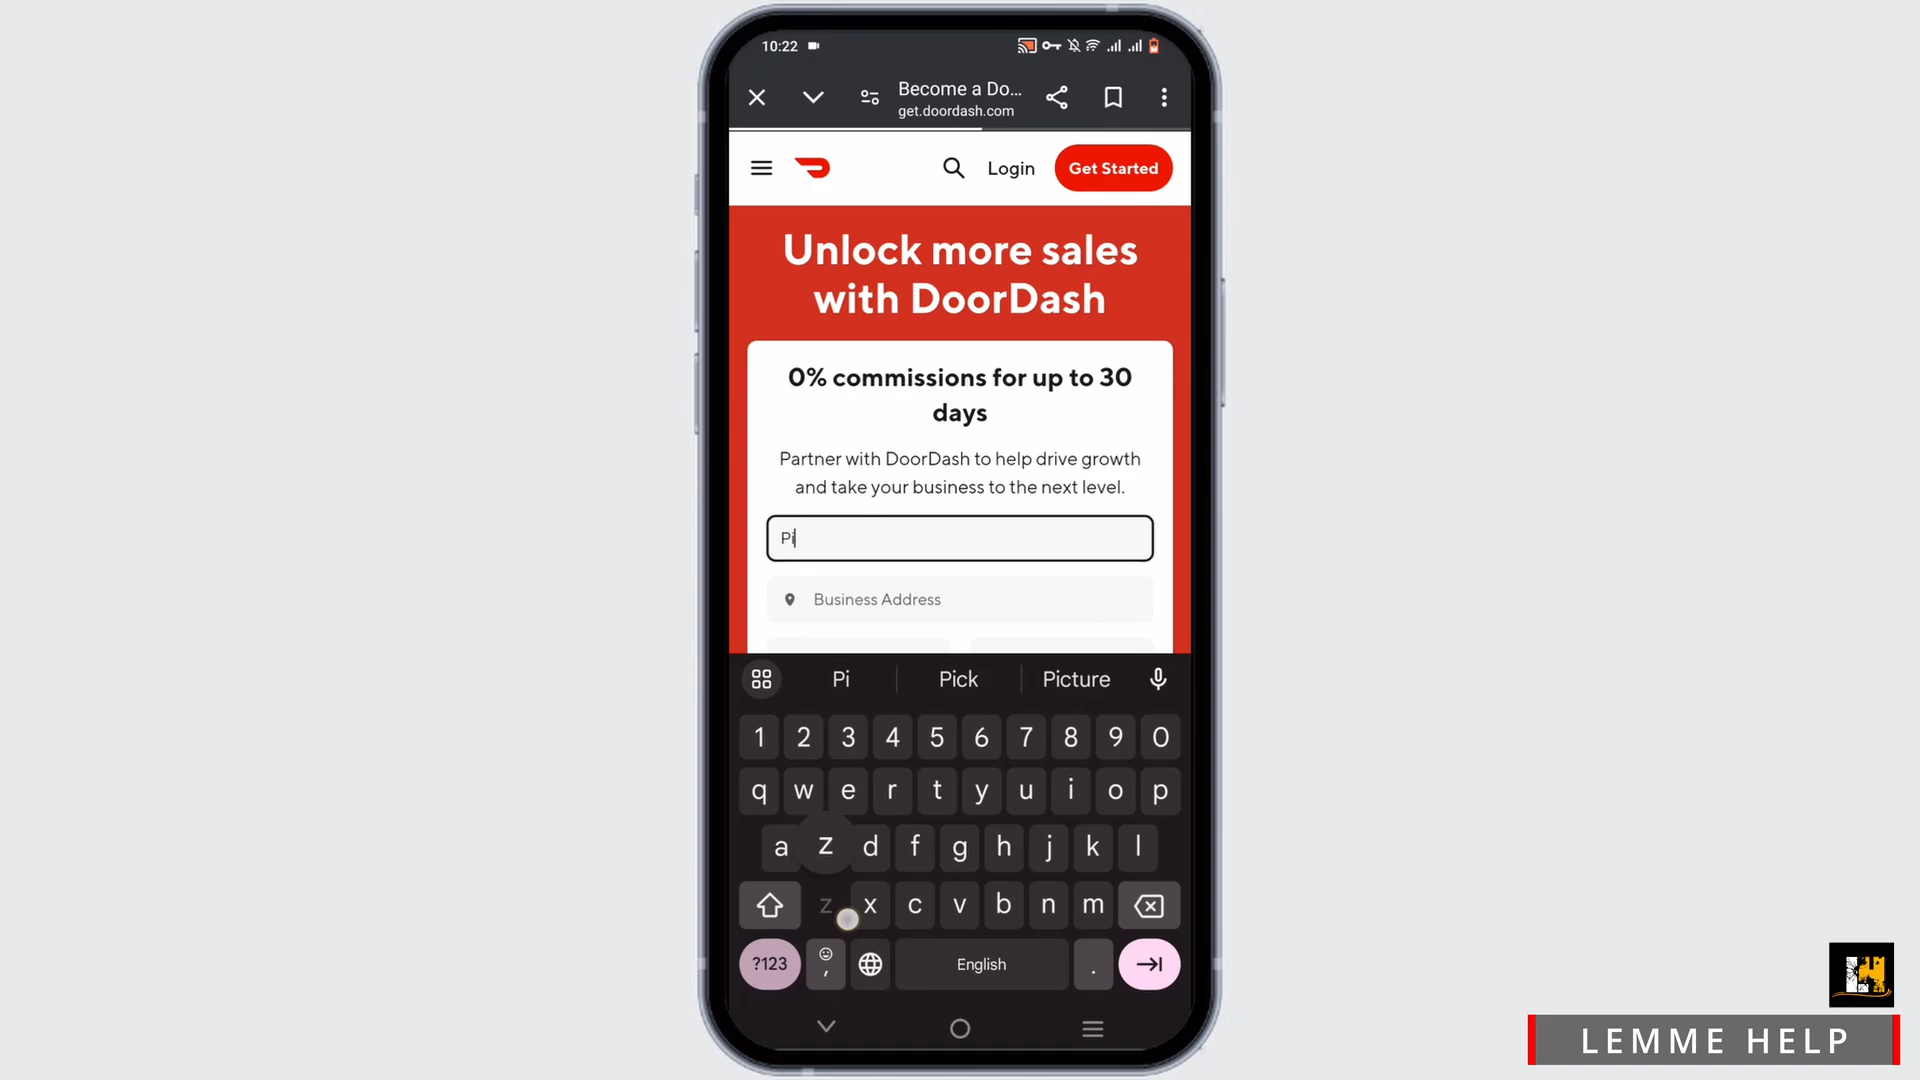 10:22
Become a Do...
get.doordash.com
Login
Get Started
Unlock more sales
with DoorDash
0% commissions for up to 30
days
Partner with DoorDash to help drive growth
and take your business to the next level.
Pi
Business Address
Pi Pick Picture
1 2 3 4 5 6 7 8 9 0
q w e r t y u i o p
a z d f g h j k l
z x c v b n m
?123 , English .
LEMME HELP